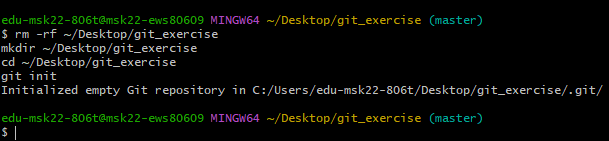 edu-msk22-806t@msk22-ews80609 MINGW64 ~/Desktop/git_exercise (master)
$ rm -rf ~/Desktop/git_exercise
mkdir ~/Desktop/git_exercise
cd ~/Desktop/git_exercise
git init
Initialized empty Git repository in C:/Users/edu-msk22-806t/Desktop/git_exercise/.git/
edu-msk22-806t@msk22-ews80609 MINGW64 ~/Desktop/git_exercise (master)
$